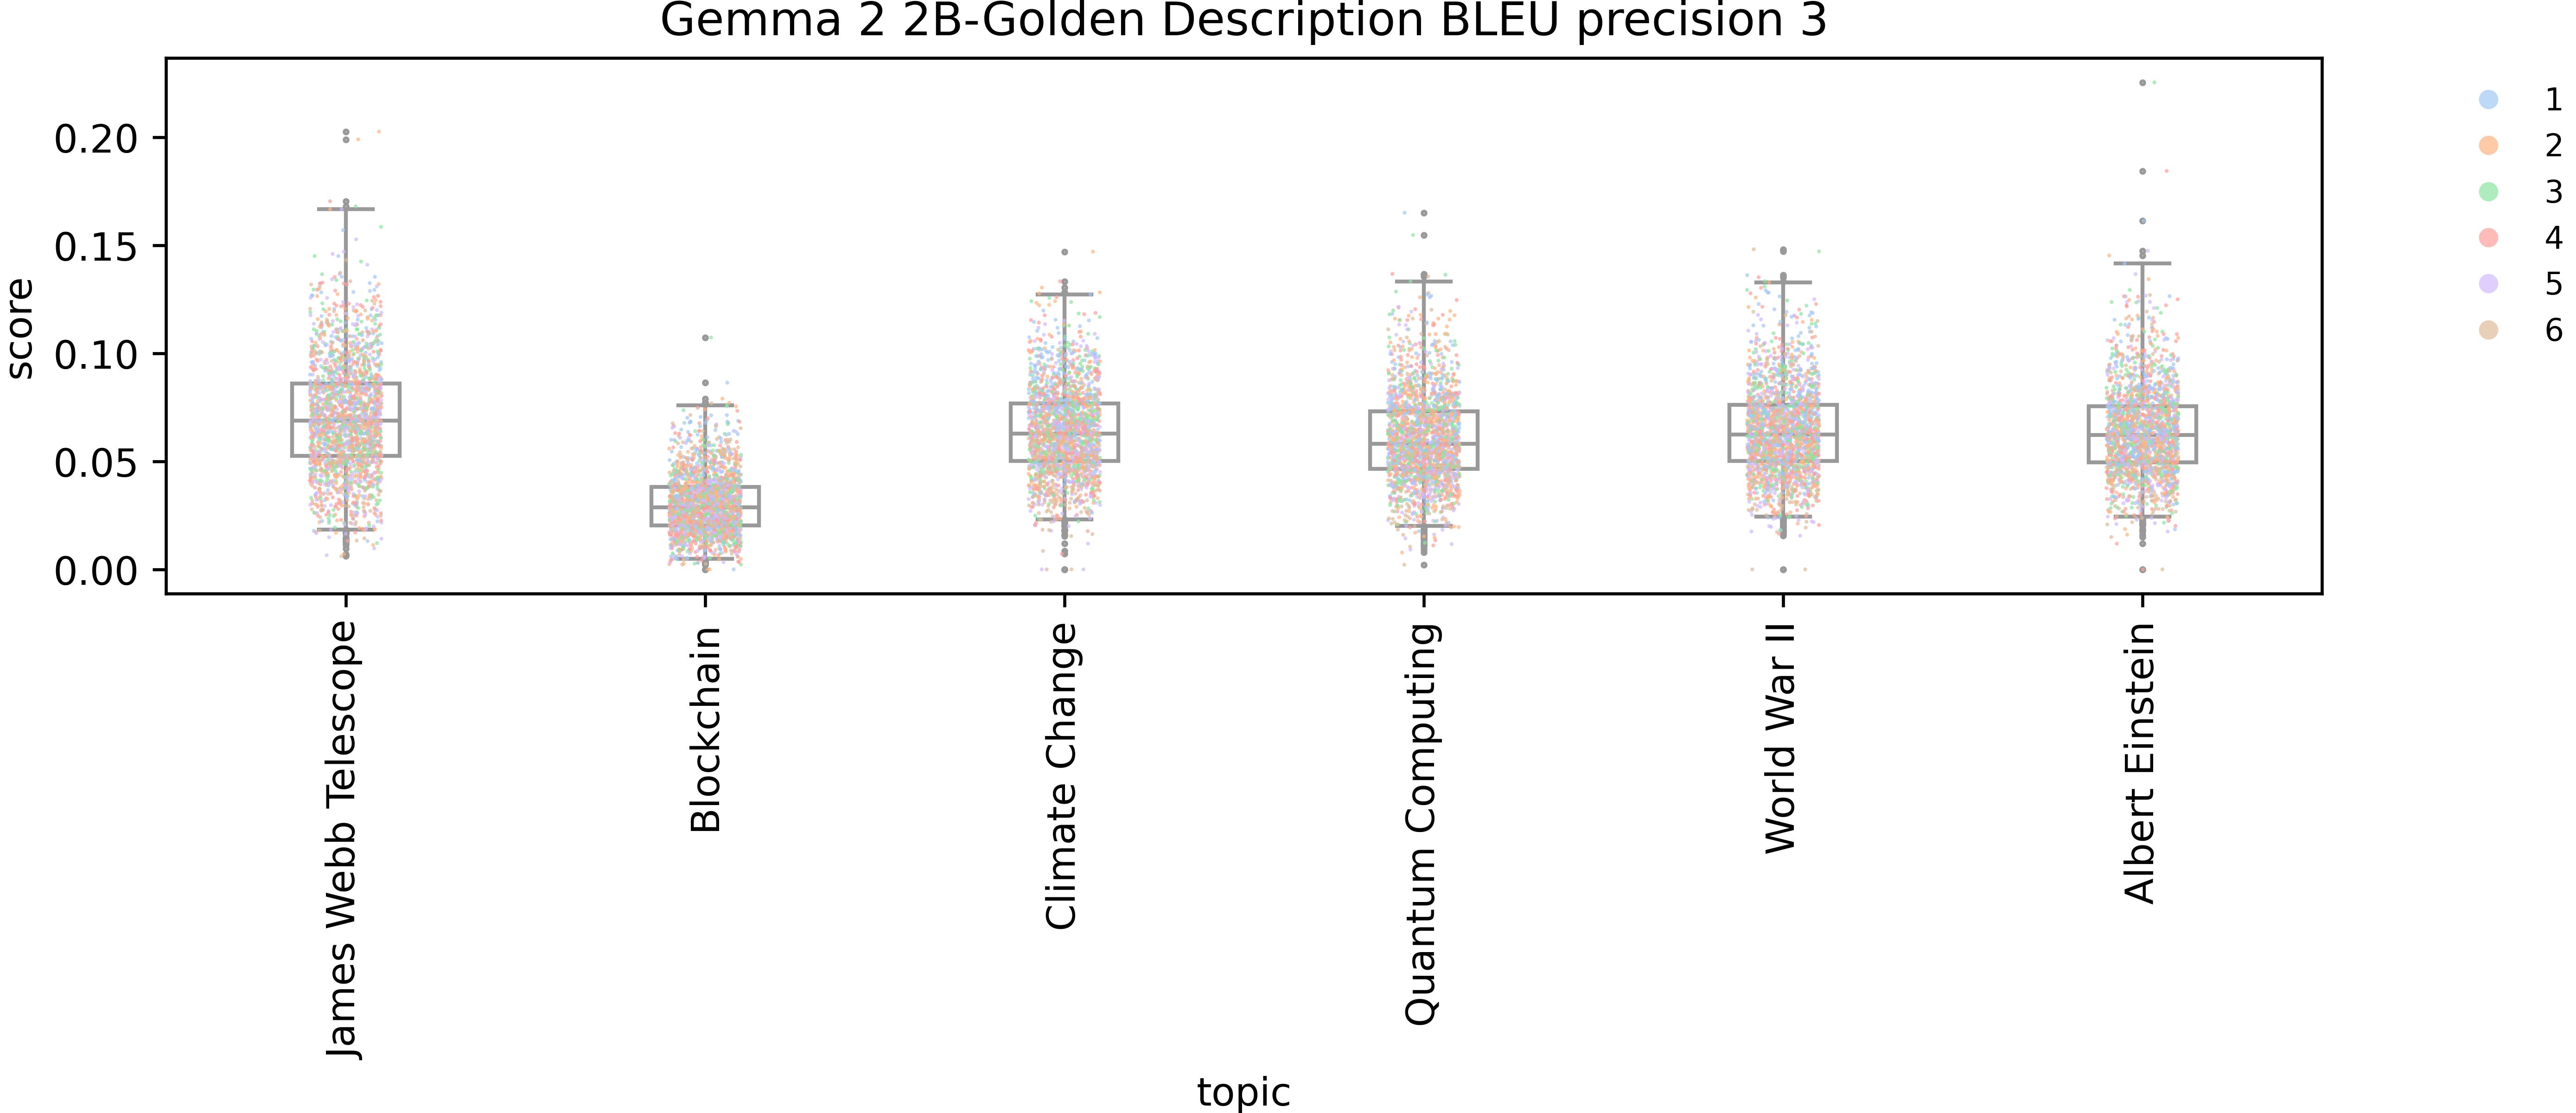 Gemma 2 2B-Golden Description BLEU precision 3
score
0.20
0.15
0.10
0.05
0.00
James Webb Telescope
Blockchain
Climate Change
Quantum Computing
World War II
Albert Einstein
topic
1
2
3
4
5
6